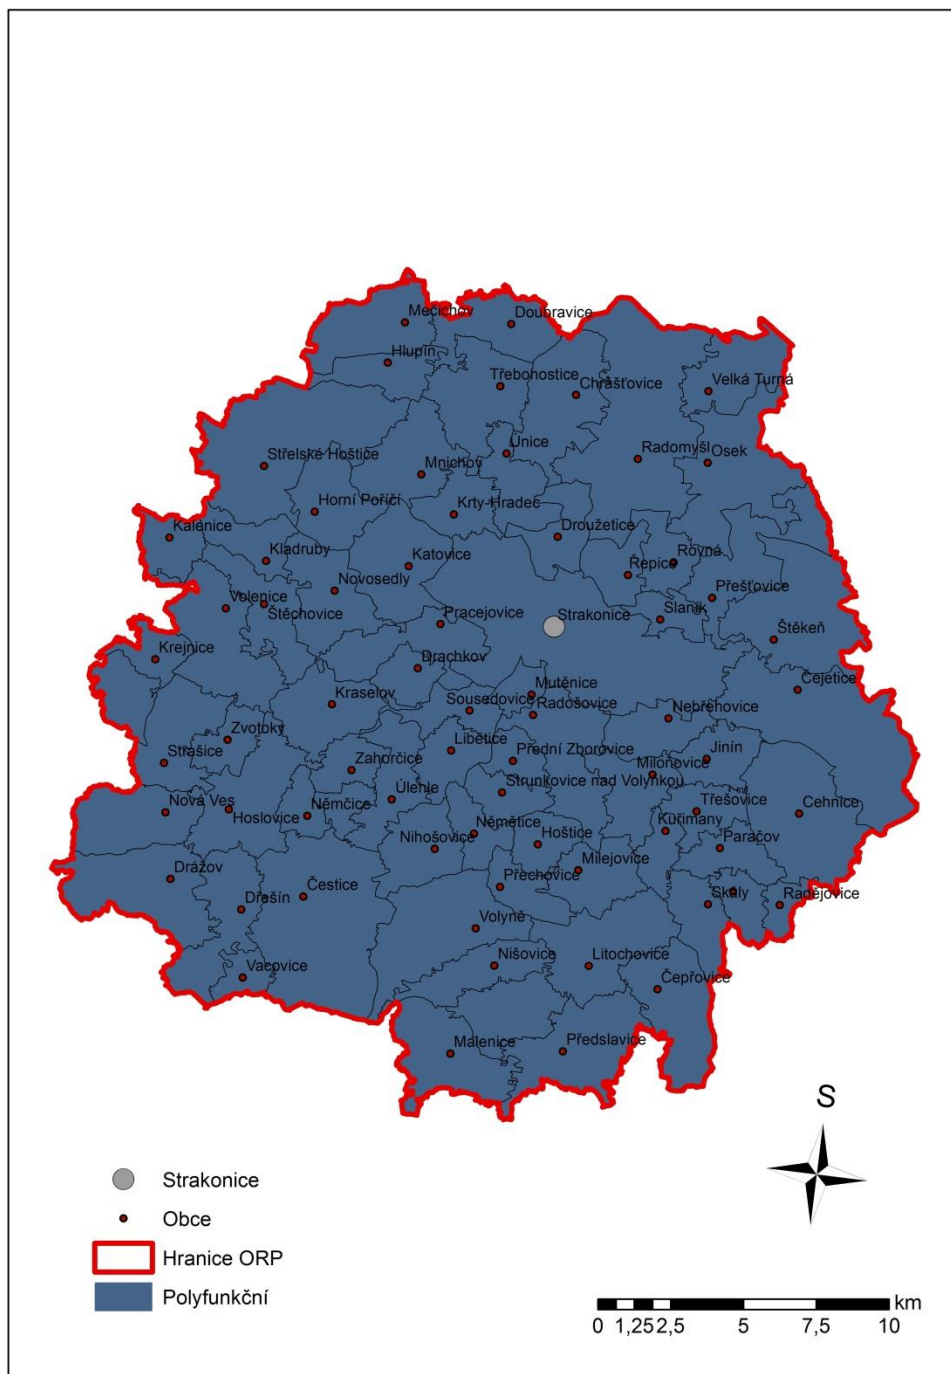 Mečichov
Doubravice
Hlupín
Třebohostice
Chrášťovice
Velká Turná
Únice
Radomyšl
Osek
Střelské Hoštice
Mnichov
Horní Poříčí
Krty-Hradec
Droužetice
Kalenice
Kladruby
Katovice
Řepice
Rovná
Novosedly
Přešťovice
Volenice
Štěchovice
Pracejovice
Strakonice
Slaník
Štěkeň
Krejnice
Drachkov
Čejetice
Kraselov
Sousedovice
Mutěnice
Radošovice
Nebřehovice
Zvotoky
Strašice
Libětice
Přední Zborovice
Jinín
Zahorčice
Milonovice
Úlehle
Strunkovice nad Volyňkou
Nová Ves
Hoslovice
Němčice
Třešovice
Cehnice
Kuřimany
Nihošovice
Němětice
Hoštice
Paračov
Drážov
Přechovice
Milejovice
Dřešín
Čestice
Skály
Radějovice
Volyně
Vacovice
Nišovice
Litochovice
Čepřovice
Malenice
Předslavice
S
Strakonice
Obce
Hranice ORP
Polyfunkční
km
0 1,25 2,5 5 7,5 10